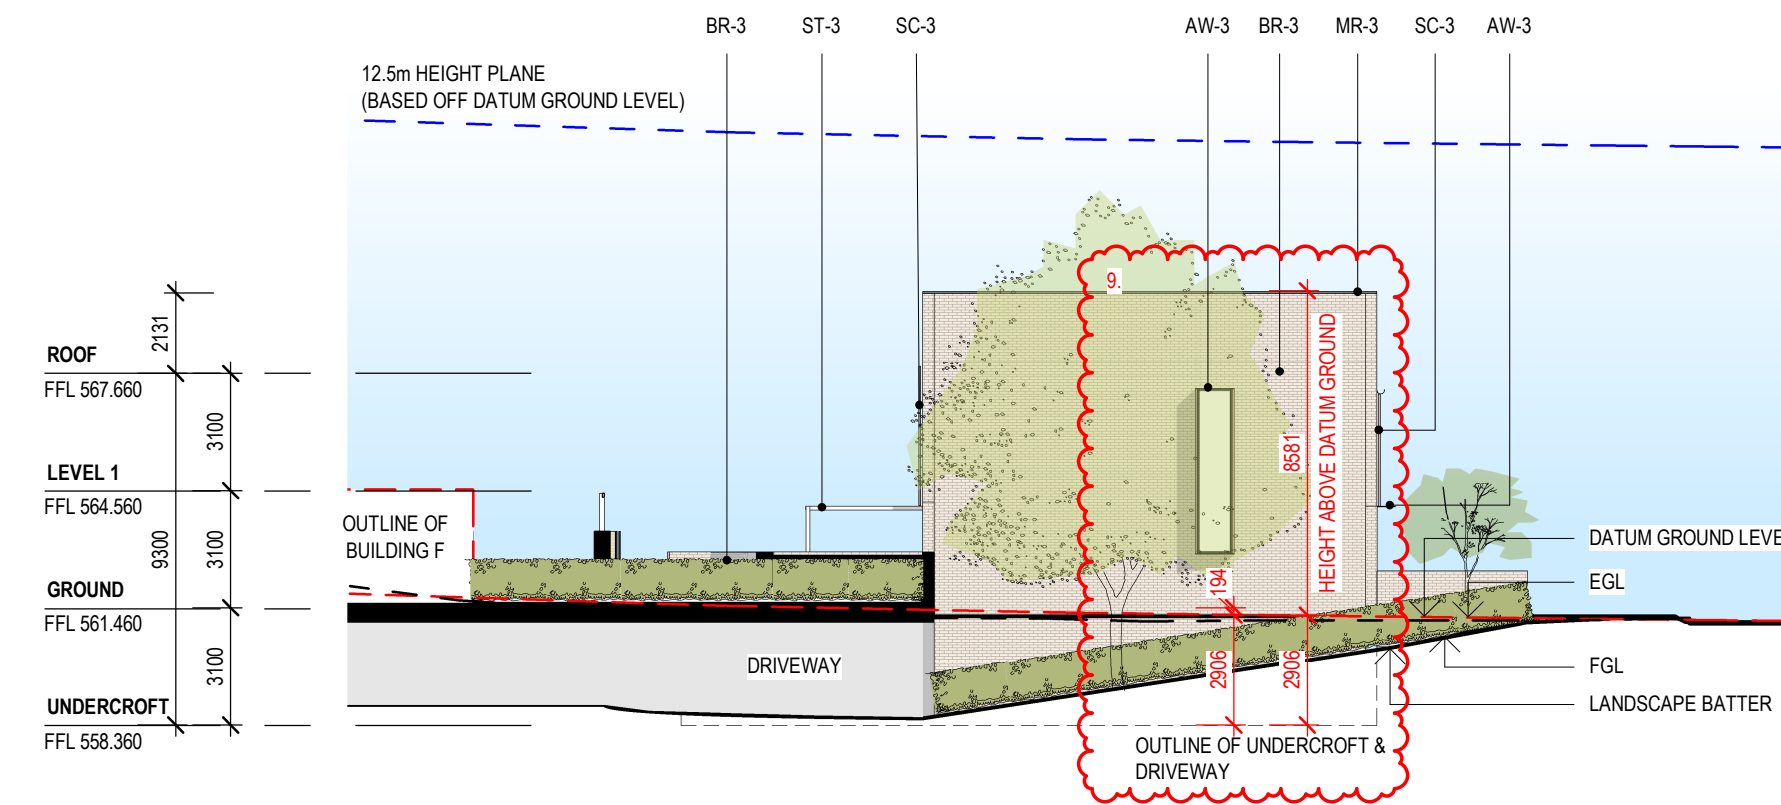 BR-3 ST-3 SC-3 AW-3 BR-3 MR-3 SC-3 AW-3
12.5m HEIGHT PLANE
(BASED OFF DATUM GROUND LEVEL)
9.
2131
ROOF
FFL 567.660
3100
HEIGHT ABOVE DATUM GROUND
8581
LEVEL 1
FFL 564.560
OUTLINE OF
BUILDING F
9300
3100
DATUM GROUND LEVE
194
GROUND
EGL
FFL 561.460
3100
DRIVEWAY
2906
2906
FGL
UNDERCROFT
LANDSCAPE BATTER
FFL 558.360
OUTLINE OF UNDERCROFT &
DRIVEWAY